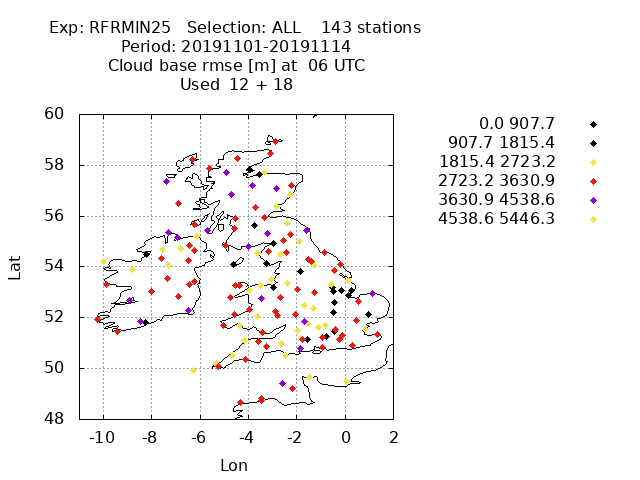 Exp: RFRMIN25 Selection: ALL 143 stations
Period: 20191101-20191114
Cloud base rmse [m] at 06 UTC
Used 12 + 18
0.0 907.7
907.7 1815.4
1815.4 2723.2
2723.2 3630.9
3630.9 4538.6
4538.6 5446.3
60
58
56
54
52
50
48
Lat
-10 -8 -6 -4 -2 0 2
Lon